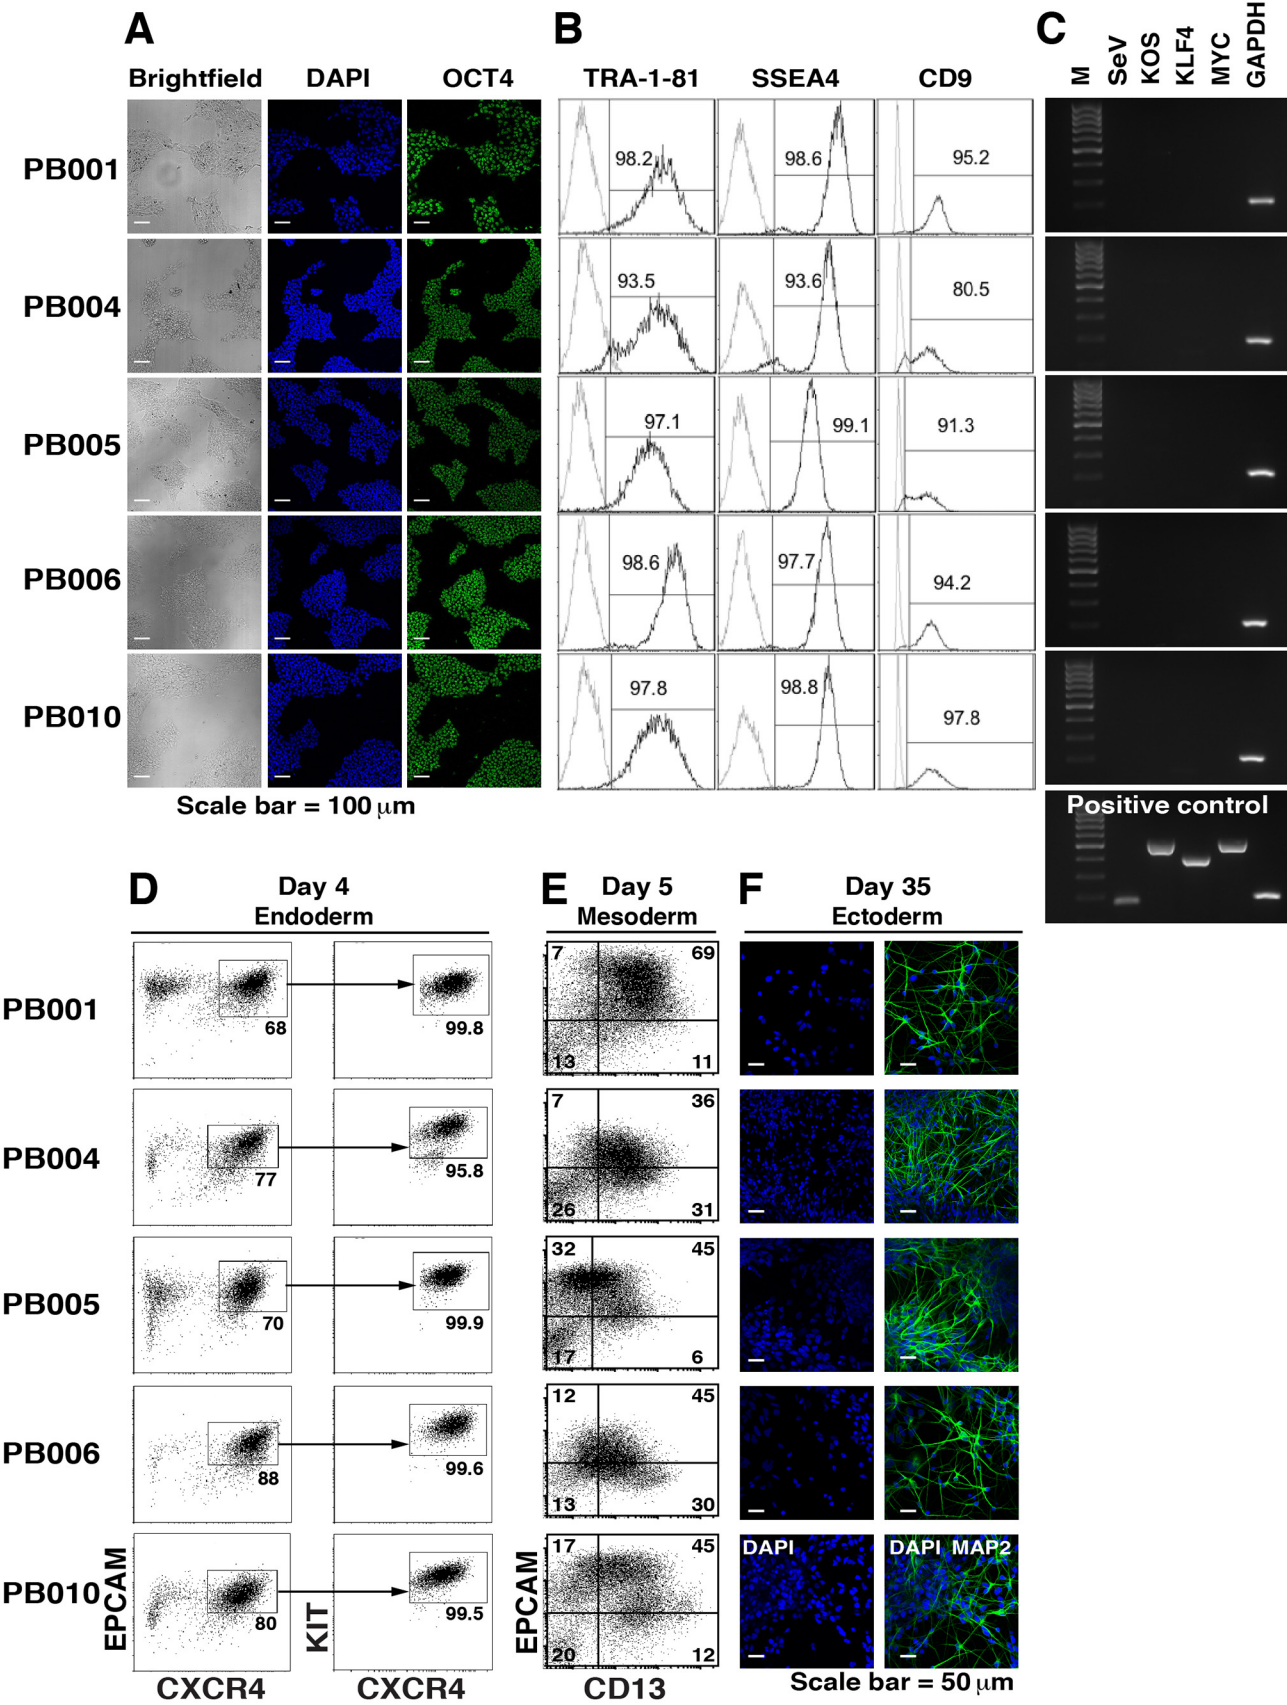 A
B
C
Brightfield DAPI OCT4
TRA-1-81 SSEA4 CD9
M SeV KOS KLF4 MYC GAPDH
PB001
98.2 98.6 95.2
PB004
93.5 93.6 80.5
PB005
97.1 99.1 91.3
PB006
98.6 97.7 94.2
PB010
97.8 98.8 97.8
Scale bar = 100 μm
Positive control
D
Day 4
Endoderm
E
Day 5
Mesoderm
F
Day 35
Ectoderm
PB001
68 99.8
7 69
13 11
PB004
77 95.8
7 36
26 31
PB005
70 99.9
32 45
17 6
PB006
88 99.6
12 45
13 30
PB010
80 99.5
17 45
20 12
DAPI
DAPI MAP2
EPCAM
KIT
EPCAM
CXCR4 CXCR4 CD13
Scale bar = 50 μm